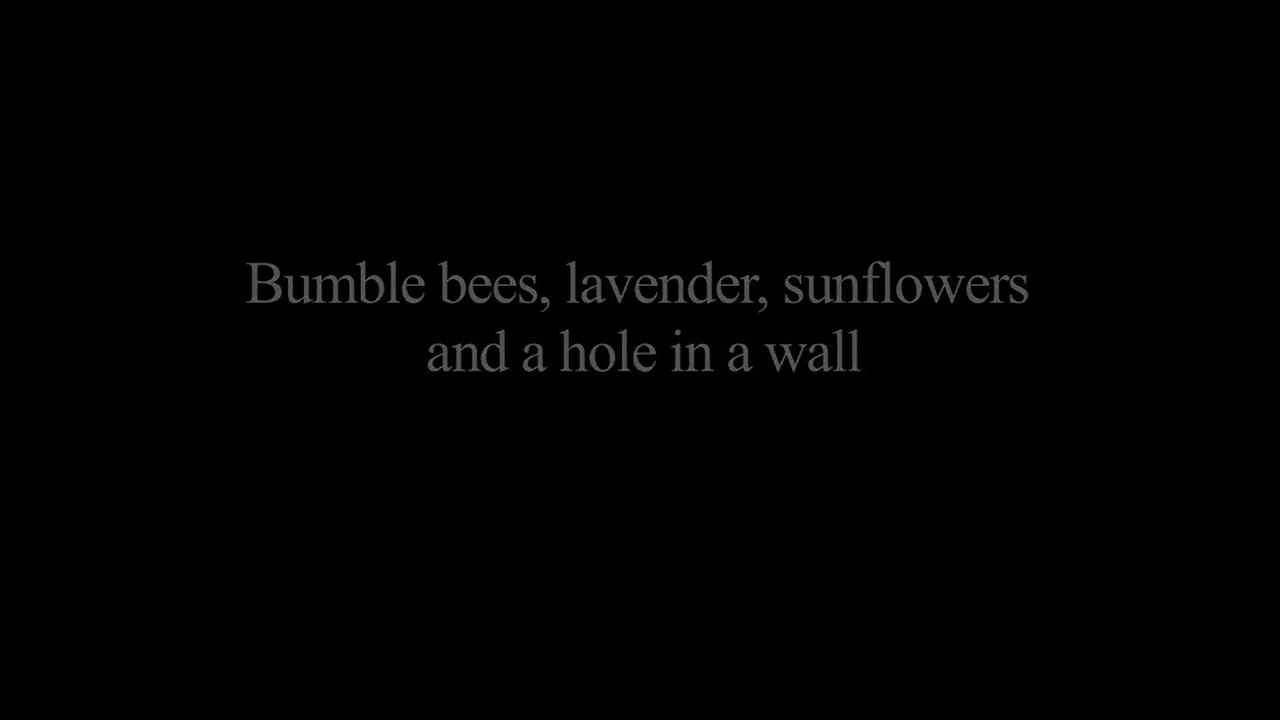 Bumble bees, lavender, sunflowers
and a hole in a wall